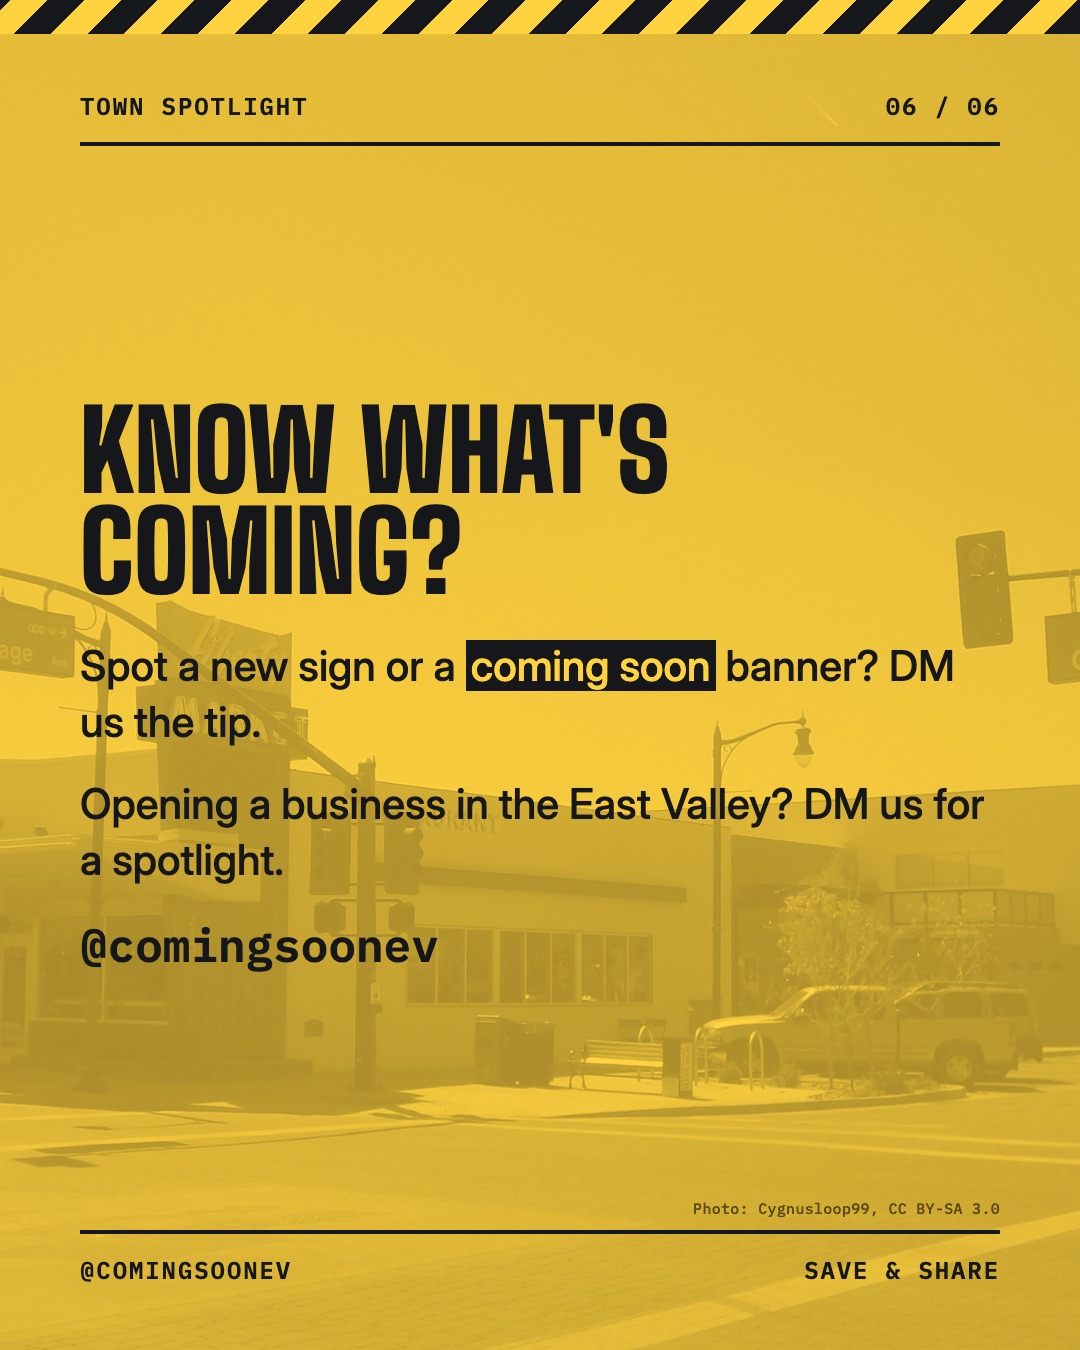 TOWN SPOTLIGHT
06 / 06
KNOW WHAT'S
COMING?
Spot a new sign or a coming soon banner? DM
us the tip.
Opening a business in the East Valley? DM us for
a spotlight.
@comingsoonev
MARKET
Photo: Cygnusloop99, CC BY-SA 3.0
@COMINGSOONEV
SAVE & SHARE